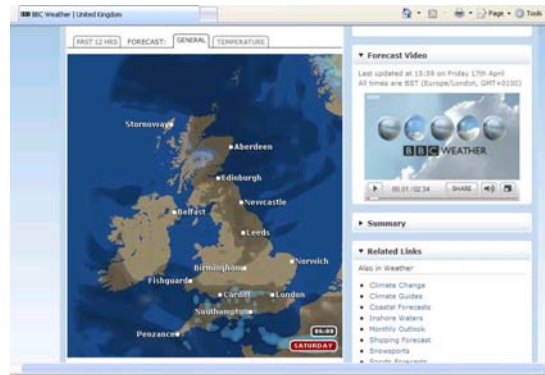 BBC Weather | United Kingdom
Page
Tools
PAST 12 HRS FORECAST: GENERAL TEMPERATURE
Stornoway
Aberdeen
Edinburgh
Newcastle
Belfast
Leeds
Birmingham
Norwich
Fishguard
Cardiff
London
Southampton
Penzance
06:00
SATURDAY
Forecast Video
Last updated at 15:59 on Friday 17th April
All times are BST (Europe/London, GMT+0100)
BBC WEATHER
00.01 / 02:34 SHARE
Summary
Related Links
Also in Weather
Climate Change
Climate Guides
Coastal Forecasts
Inshore Waters
Monthly Outlook
Shipping Forecast
Snowsports
Sports Forecasts